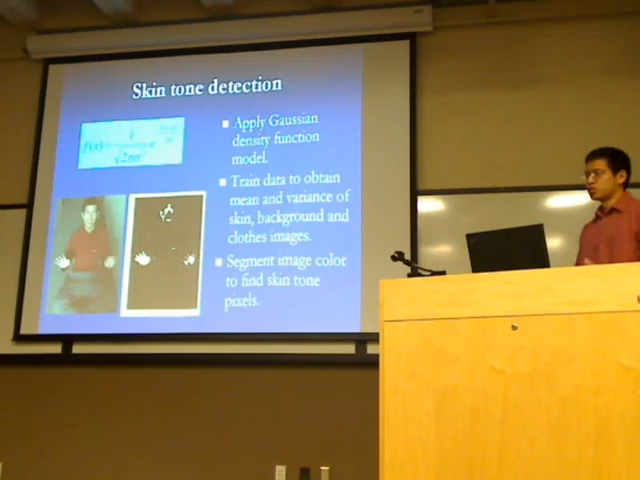 Skin tone detection
Apply Gaussian
density function
model.
Train data to obtain
mean and variance of
skin, background and
clothes images.
Segment image color
to find skin tone
pixels.